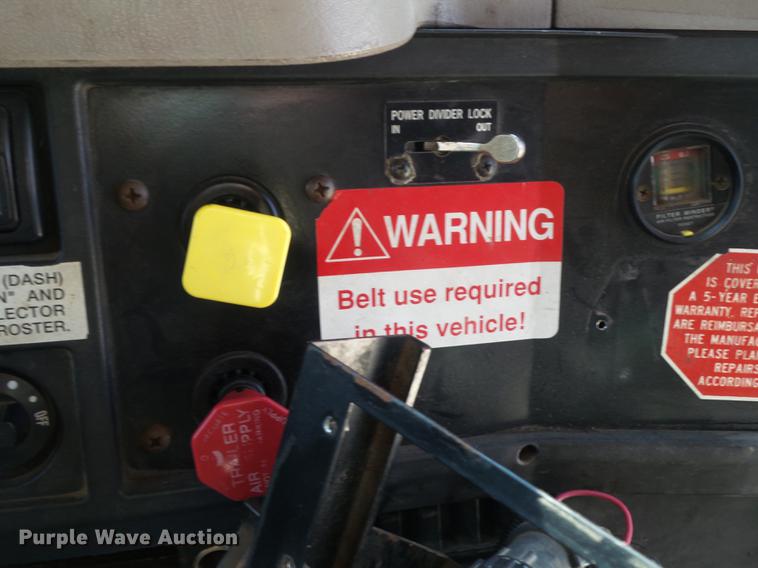 POWER DIVIDER LOCK
IN OUT
WARNING
Belt use required
in this vehicle!
(DASH)
AND
ROSTER.
OFF
FILTER MINDER
THIS
IS COVER
A 5-YEAR
WARRANTY. REP
ARE REIMBURSA
THE MANUFAC
PLEASE PLA
REPAIRS
ACCORDING
TRAILER
AIR
SUPPLY
Purple Wave Auction